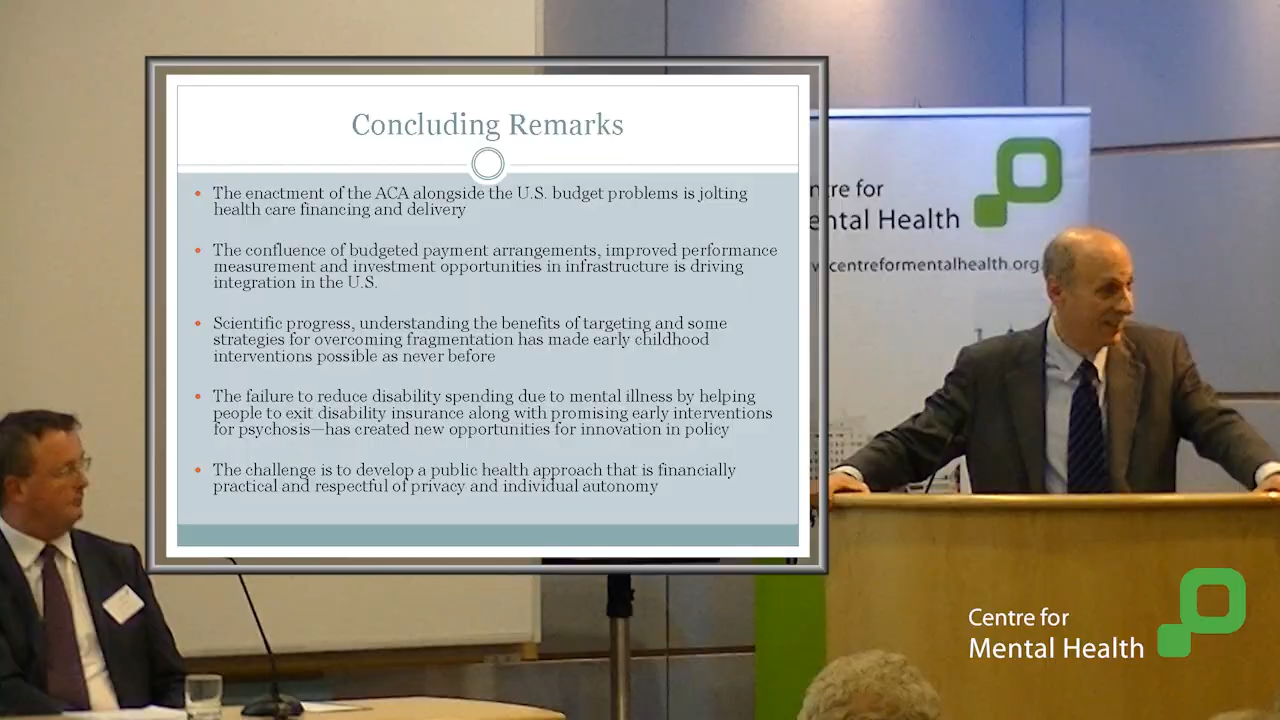 Concluding Remarks
The enactment of the ACA alongside the U.S. budget problems is jolting
health care financing and delivery
The confluence of budgeted payment arrangements, improved performance
measurement and investment opportunities in infrastructure is driving
integration in the U.S.
Scientific progress, understanding the benefits of targeting and some
strategies for overcoming fragmentation has made early childhood
interventions possible as never before
The failure to reduce disability spending due to mental illness by helping
people to exit disability insurance along with promising early interventions
for psychosis—has created new opportunities for innovation in policy
The challenge is to develop a public health approach that is financially
practical and respectful of privacy and individual autonomy
ntre for
ental Health
centreformentalhealth.org.
Centre for
Mental Health